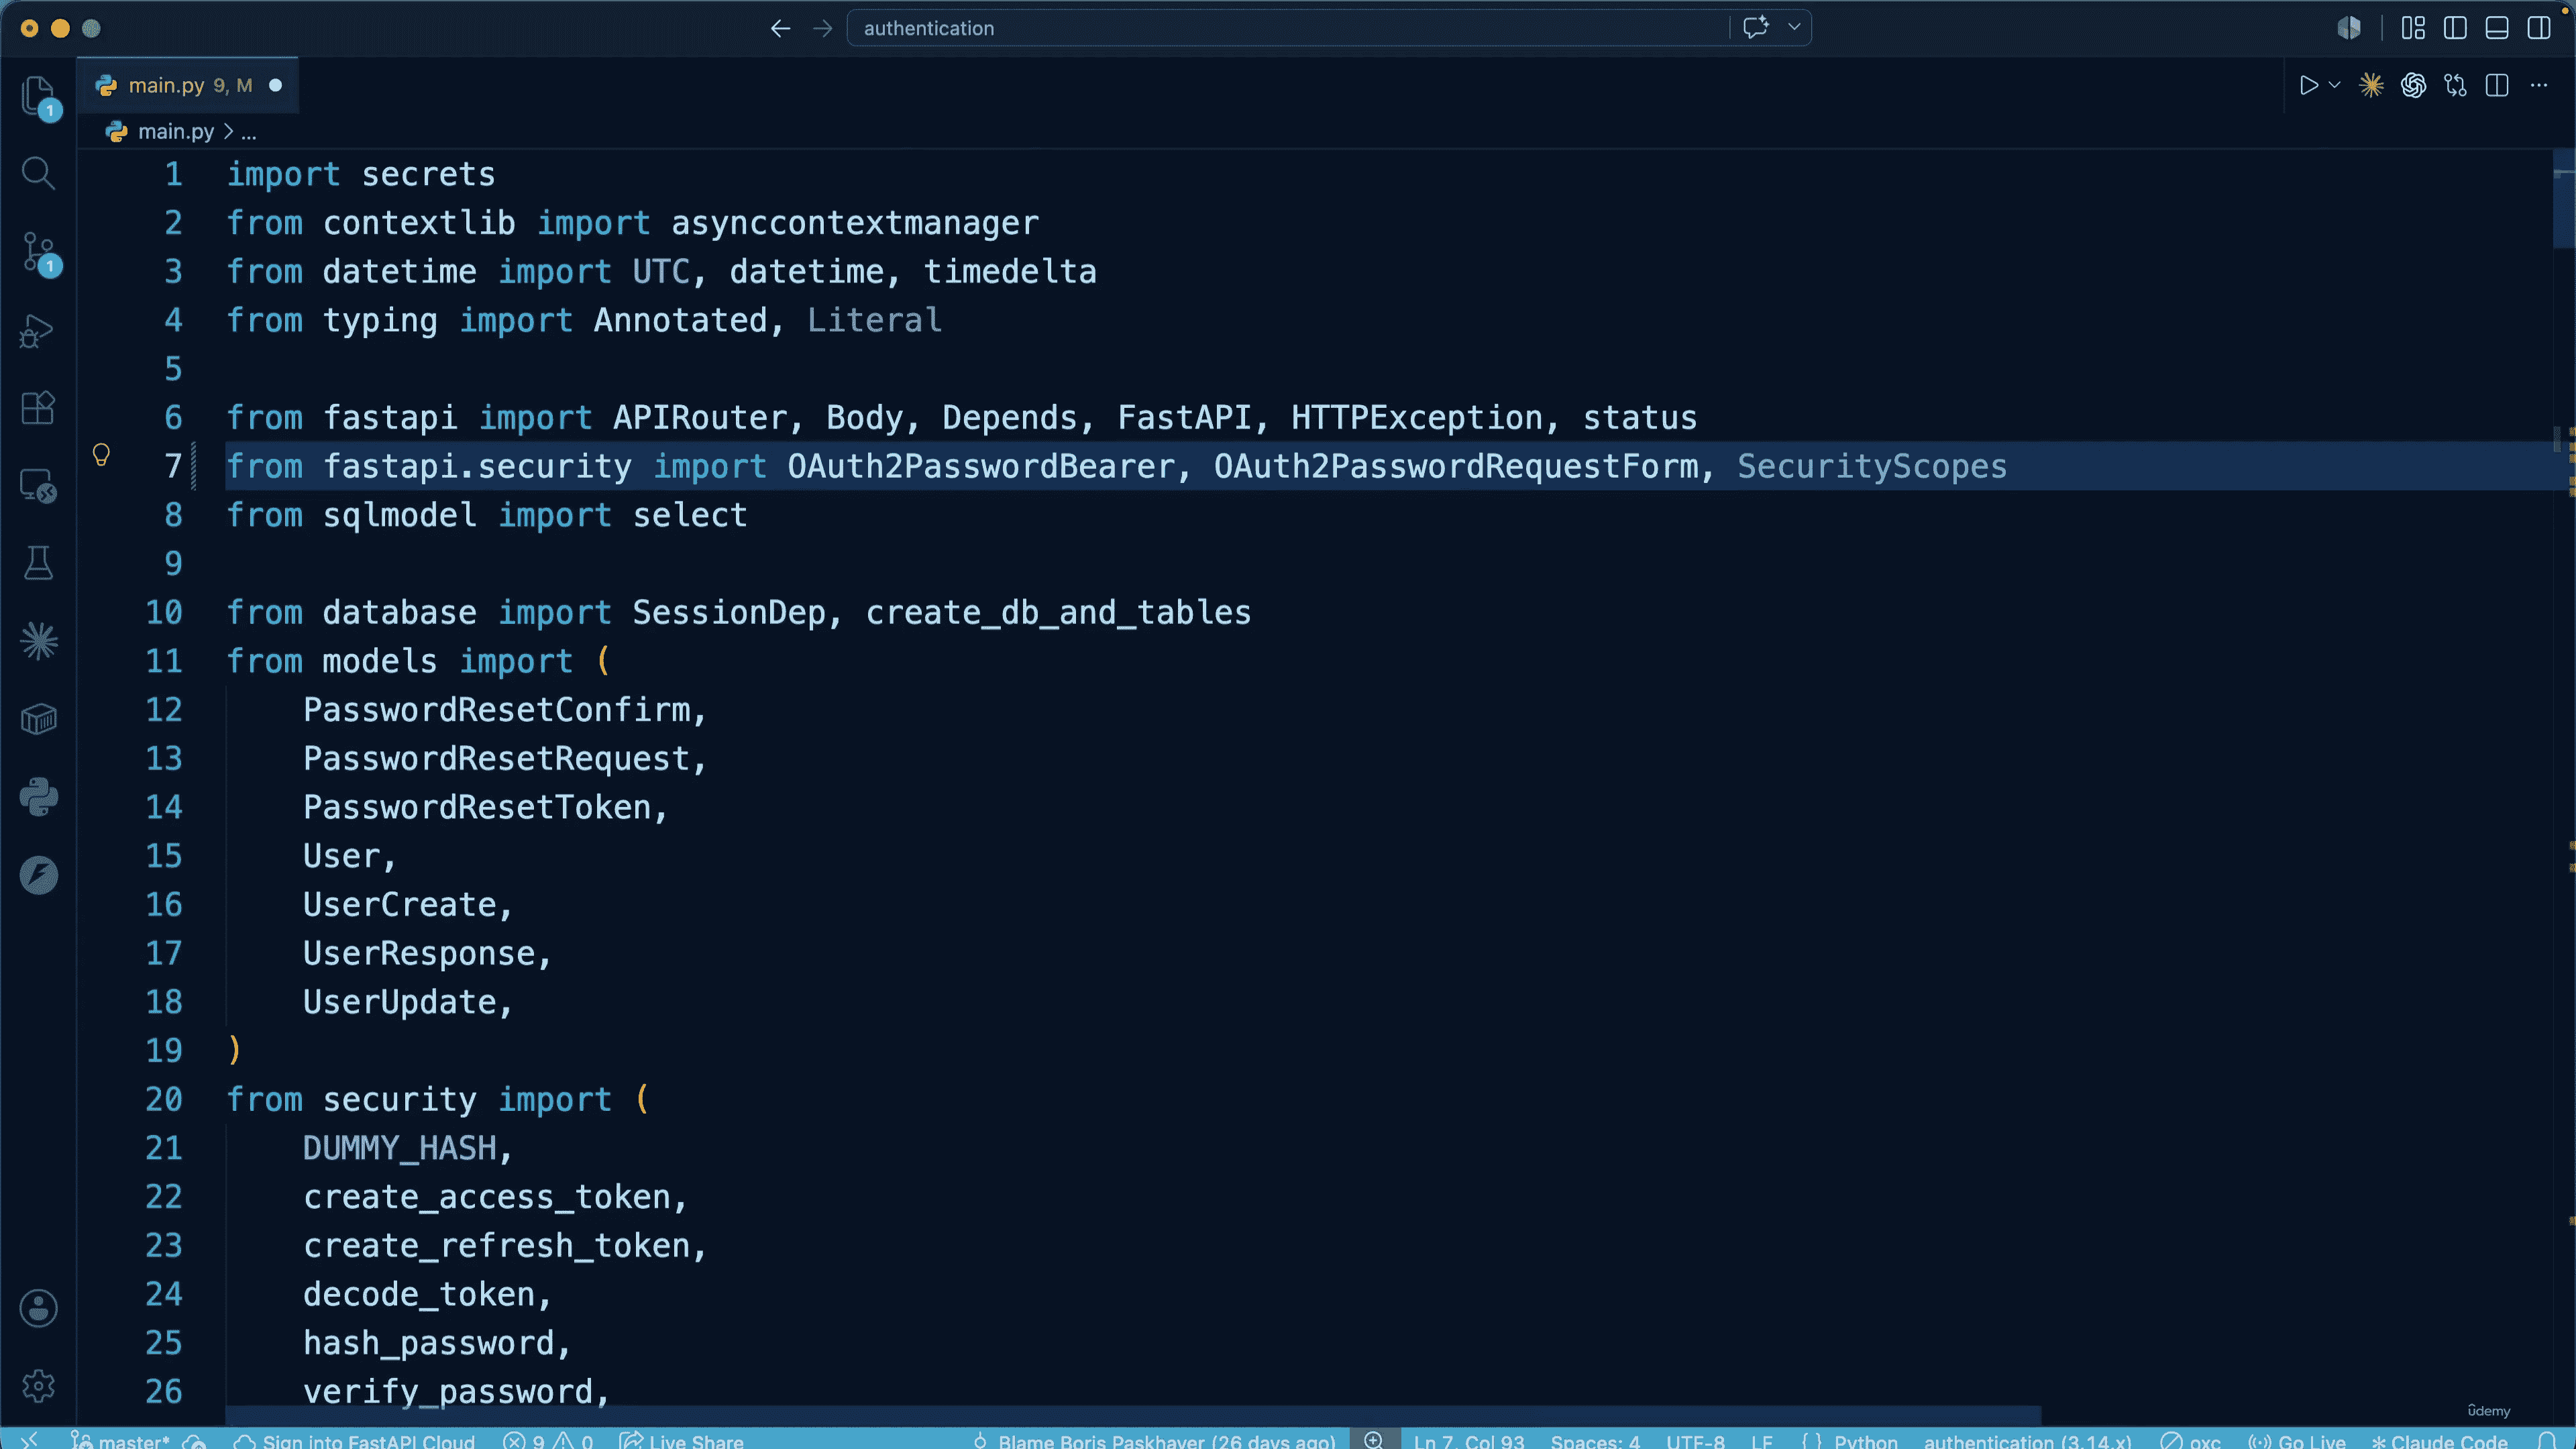 authentication
main.py 9, M
main.py > ...
1 import secrets
2 from contextlib import asynccontextmanager
3 from datetime import UTC, datetime, timedelta
4 from typing import Annotated, Literal
5
6 from fastapi import APIRouter, Body, Depends, FastAPI, HTTPException, status
7 from fastapi.security import OAuth2PasswordBearer, OAuth2PasswordRequestForm, SecurityScopes
8 from sqlmodel import select
9
10 from database import SessionDep, create_db_and_tables
11 from models import (
12 PasswordResetConfirm,
13 PasswordResetRequest,
14 PasswordResetToken,
15 User,
16 UserCreate,
17 UserResponse,
18 UserUpdate,
19 )
20 from security import (
21 DUMMY_HASH,
22 create_access_token,
23 create_refresh_token,
24 decode_token,
25 hash_password,
26 verify_password,
1
1
ûdemy
master* Sign into FastAPI Cloud 9 0 Live Share Blame Boris Paskhaver (26 days ago) Ln 7, Col 93 Spaces: 4 UTF-8 LF { } Python authentication (3.14.x) oxc Go Live Claude Code